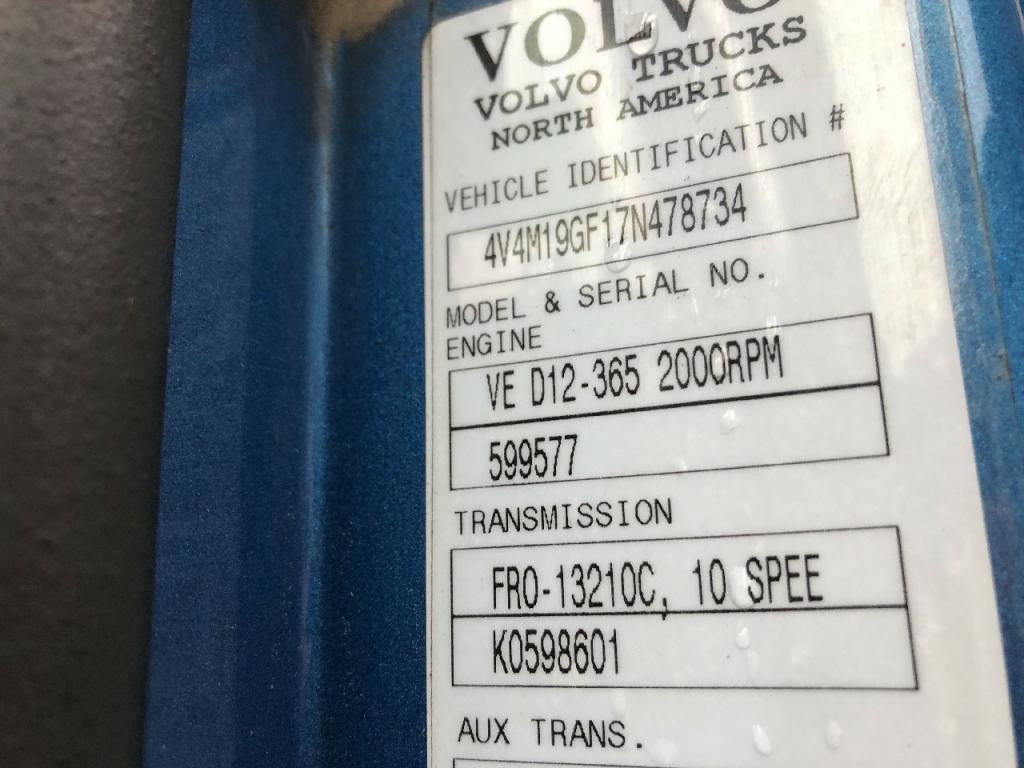 VOLVO
VOLVO TRUCKS
NORTH AMERICA
VEHICLE IDENTIFICATION #
4V4M19GF17N478734
MODEL & SERIAL NO.
ENGINE
VE D12-365 2000RPM
599577
TRANSMISSION
FRO-13210C, 10 SPEE
K0598601
AUX TRANS.